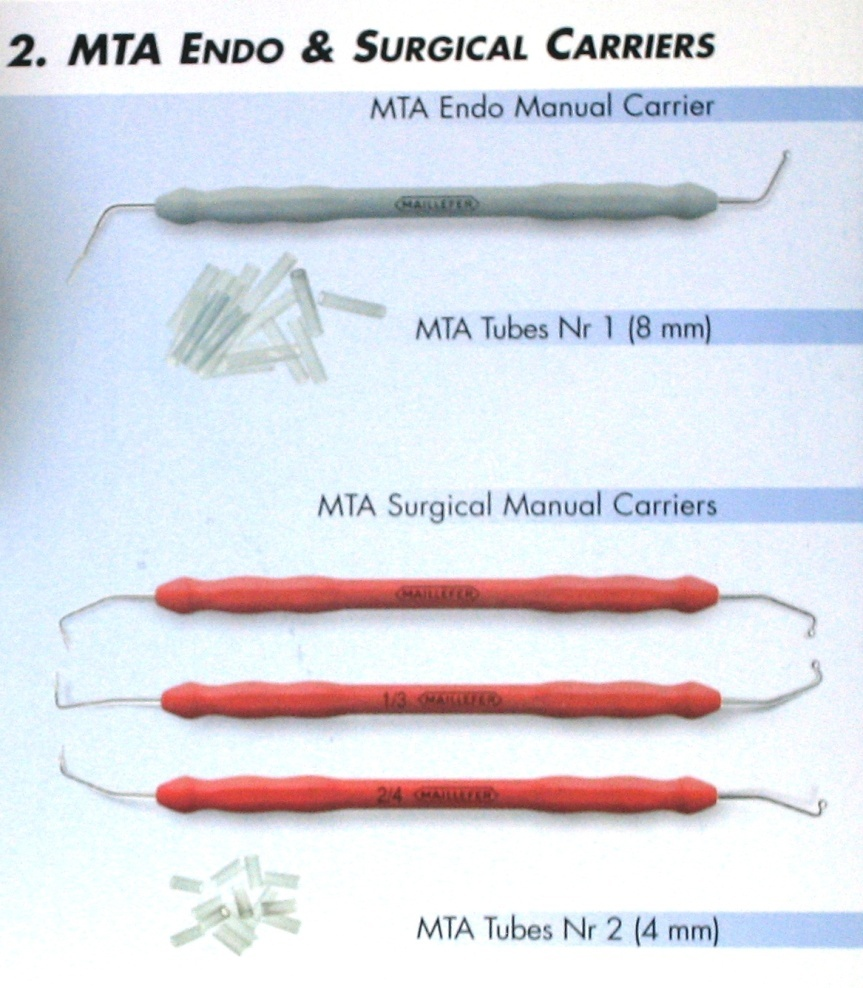 2. MTA ENDO & SURGICAL CARRIERS
MTA Endo Manual Carrier
MAILLEFER
MTA Tubes Nr 1 (8 mm)
MTA Surgical Manual Carriers
MAILLEFER
1/3 MAILLEFER
2/4 MAILLEFER
MTA Tubes Nr 2 (4 mm)